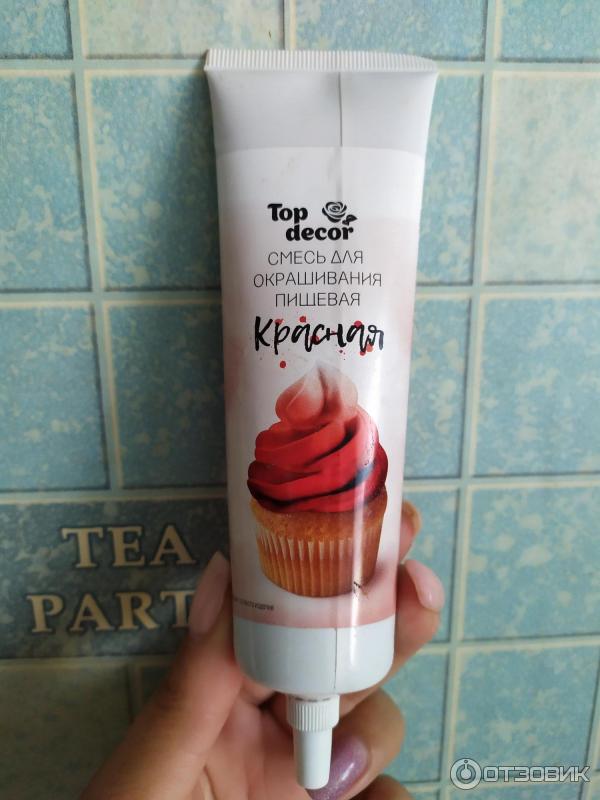 Top
decor
СМЕСЬ ДЛЯ
ОКРАШИВАНИЯ
ПИЩЕВАЯ
Красная
TEA
PART
ОТЗОВИК